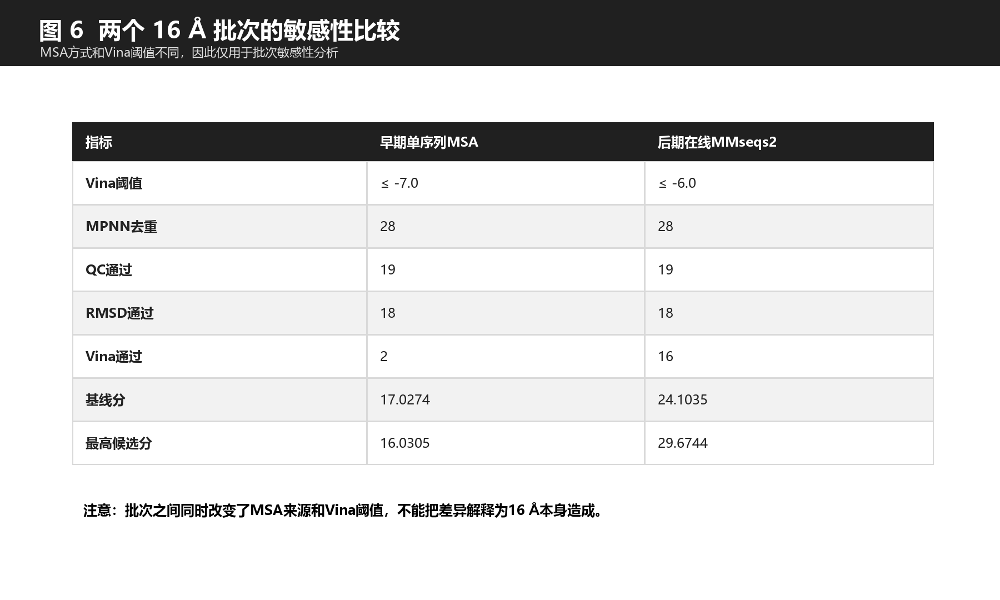 图 6 两个 16 Å 批次的敏感性比较
MSA方式和Vina阈值不同，因此仅用于批次敏感性分析
指标 早期单序列MSA 后期在线MMseqs2
Vina阈值 ≤ -7.0 ≤ -6.0
MPNN去重 28 28
QC通过 19 19
RMSD通过 18 18
Vina通过 2 16
基线分 17.0274 24.1035
最高候选分 16.0305 29.6744
注意：批次之间同时改变了MSA来源和Vina阈值，不能把差异解释为16 Å本身造成。